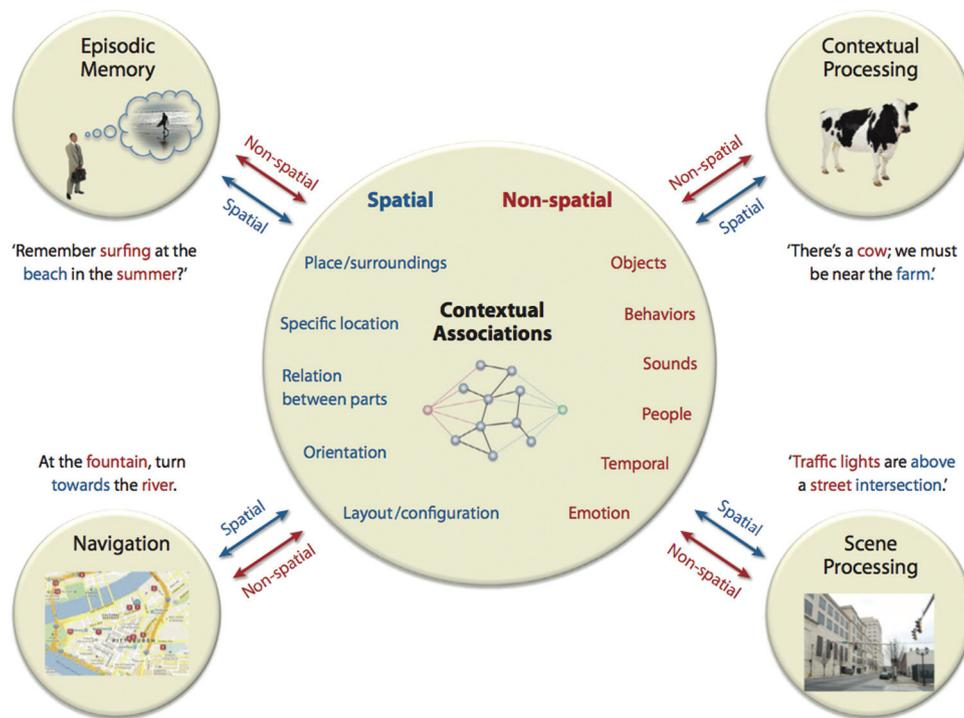 Episodic
Memory
Contextual
Processing
Non-spatial
Spatial
Non-spatial
Spatial
'Remember surfing at the
beach in the summer?'
'There's a cow; we must
be near the farm.'
Spatial
Non-spatial
Place/surroundings
Objects
Specific location
Behaviors
Contextual
Associations
Relation
between parts
Sounds
People
Orientation
Temporal
Layout/configuration
Emotion
At the fountain, turn
towards the river.
'Traffic lights are above
a street intersection.'
Spatial
Non-spatial
Spatial
Non-spatial
Navigation
Scene
Processing